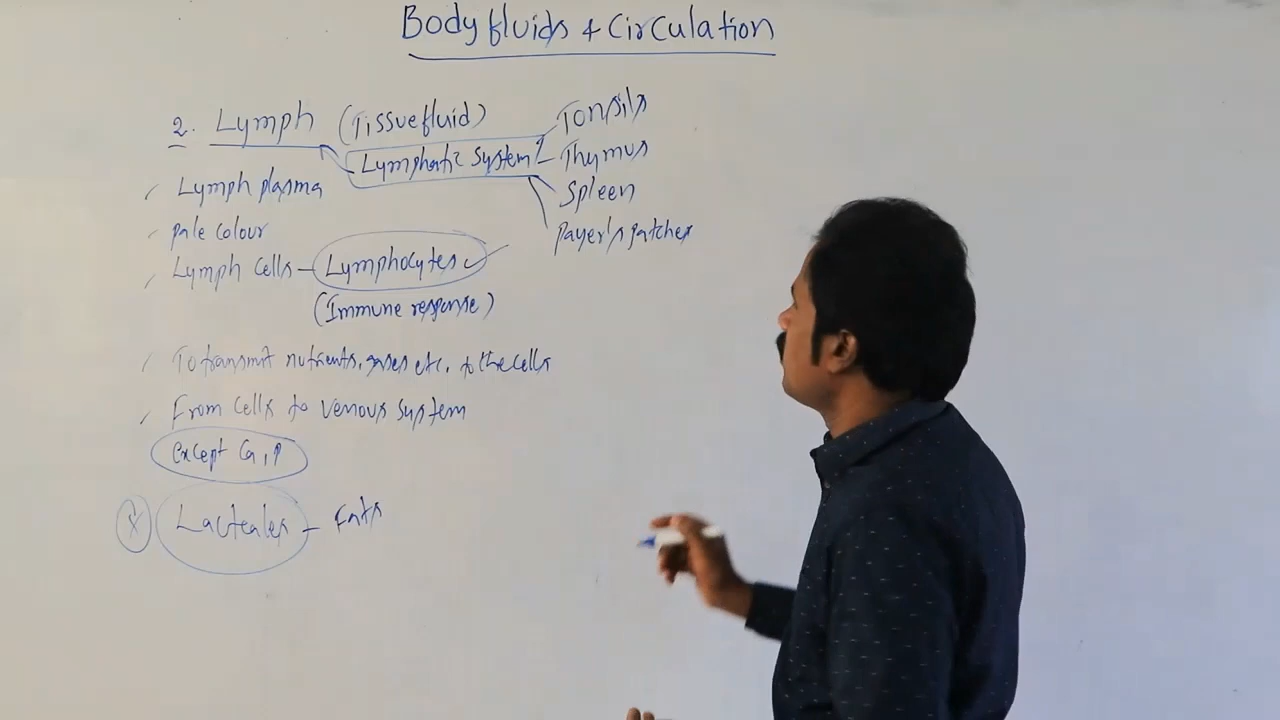 Body fluids & Circulation
2. Lymph (Tissue fluid)
Lymphatic System
Tonsils
Thymus
Spleen
Payer's patches
Lymph plasma
Pale colour
Lymph Cells - Lymphocytes
(Immune response)
To transmit nutrients, gases etc. to the cells
From Cells to Venous System
except Ca, P
Lacteales - Fats